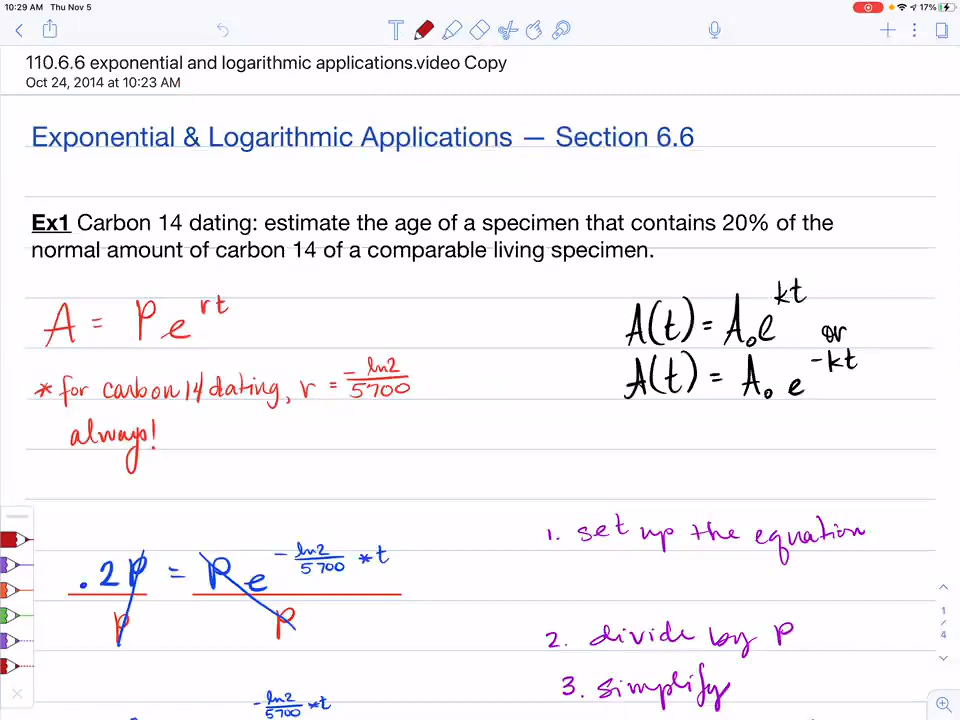 10:29 AM Thu Nov 5
17%
110.6.6 exponential and logarithmic applications.video Copy
Oct 24, 2014 at 10:23 AM
Exponential & Logarithmic Applications — Section 6.6
Ex1 Carbon 14 dating: estimate the age of a specimen that contains 20% of the
normal amount of carbon 14 of a comparable living specimen.
A = Pe^{rt}
* for carbon 14 dating, r = -ln2/5700
always!
A(t) = A₀e^{kt} or
A(t) = A₀e^{-kt}
.2P/P = Pe^{-ln2/5700 * t}/P
1. set up the equation
2. divide by P
3. simplify
-ln2/5700 * t
1/4